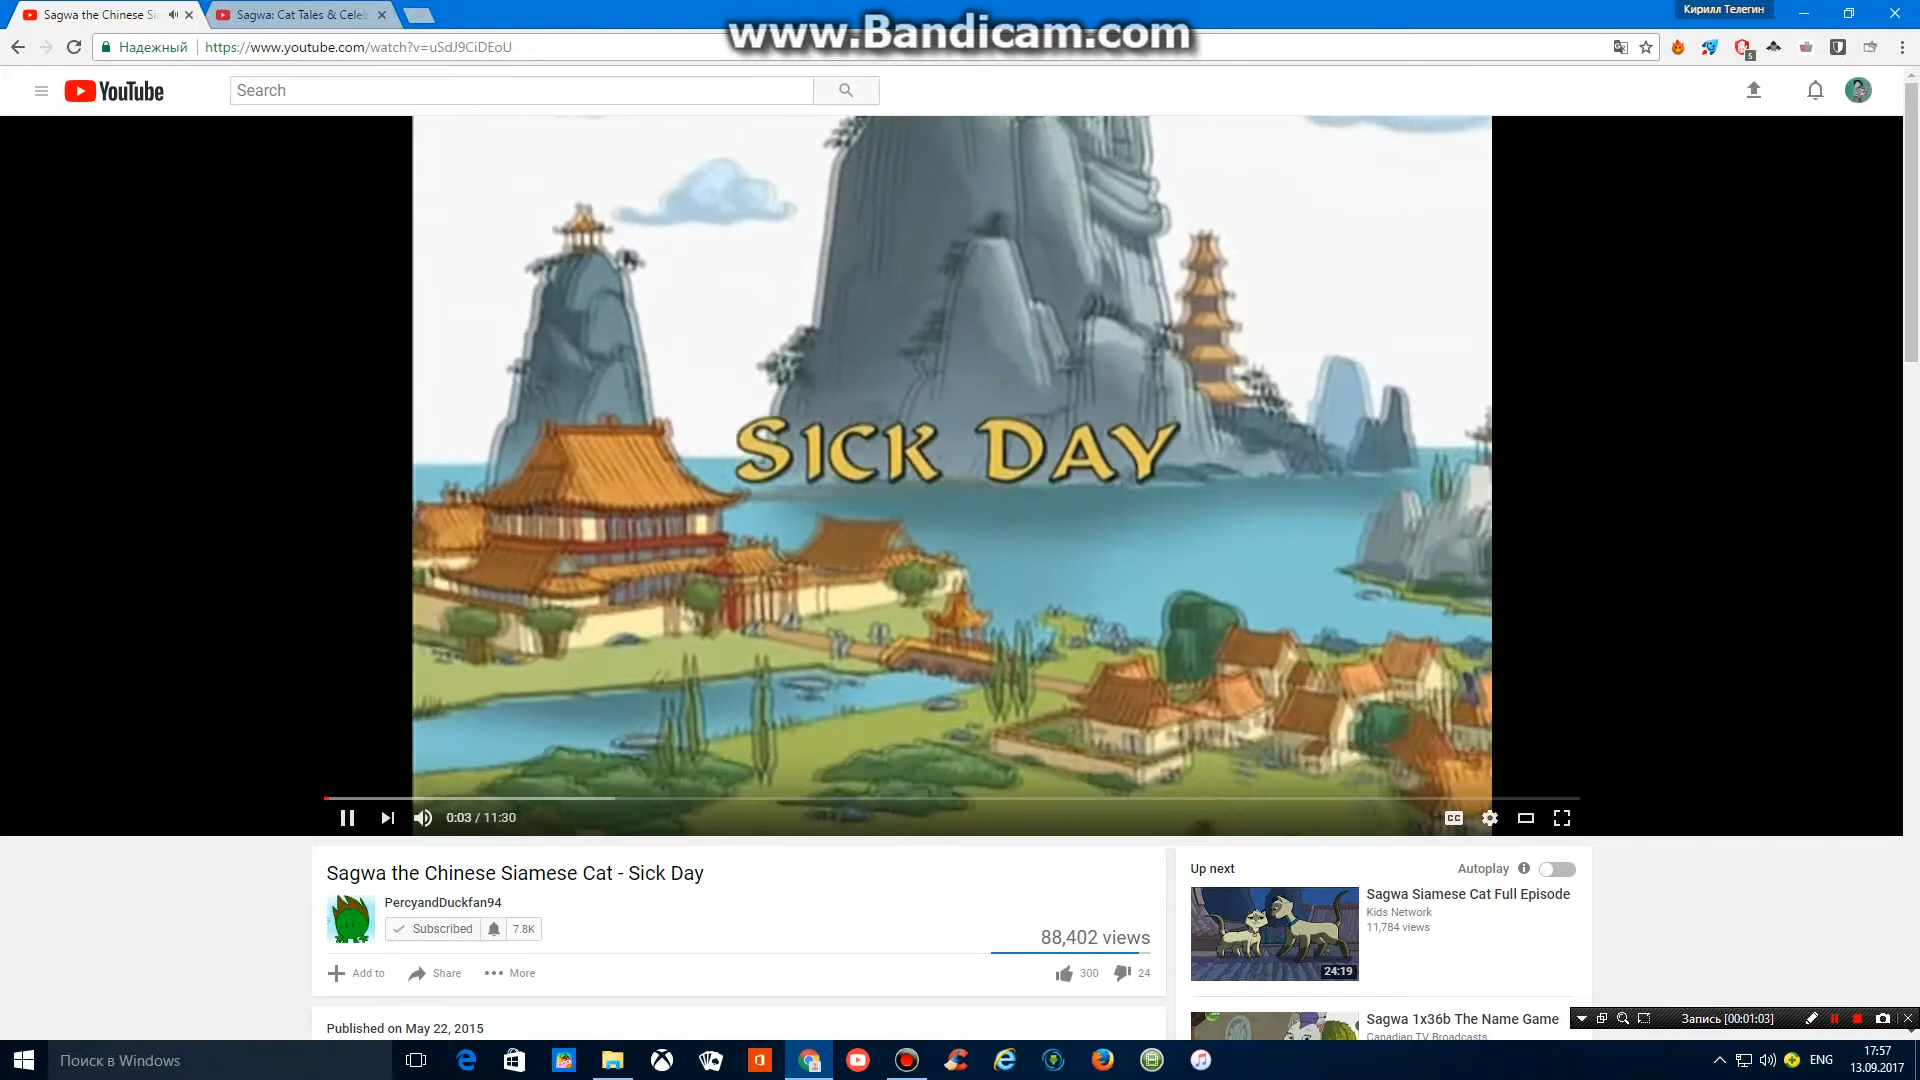 Sagwa the Chinese Si
Sagwa: Cat Tales & Celeb
www.Bandicam.com
Кирилл Телегин
Надежный
https://www.youtube.com/watch?v=uSdJ9CiDEoU
5
YouTube
Search
SICK DAY
0:03 / 11:30
CC
Sagwa the Chinese Siamese Cat - Sick Day
PercyandDuckfan94
Subscribed 7.8K
88,402 views
Add to Share More 300 24
Published on May 22, 2015
Up next Autoplay
Sagwa Siamese Cat Full Episode
Kids Network
11,784 views
24:19
Sagwa 1x36b The Name Game
Canadian TV Broadcasts
Запись [00:01:03]
Поиск в Windows
ENG
17:57
13.09.2017